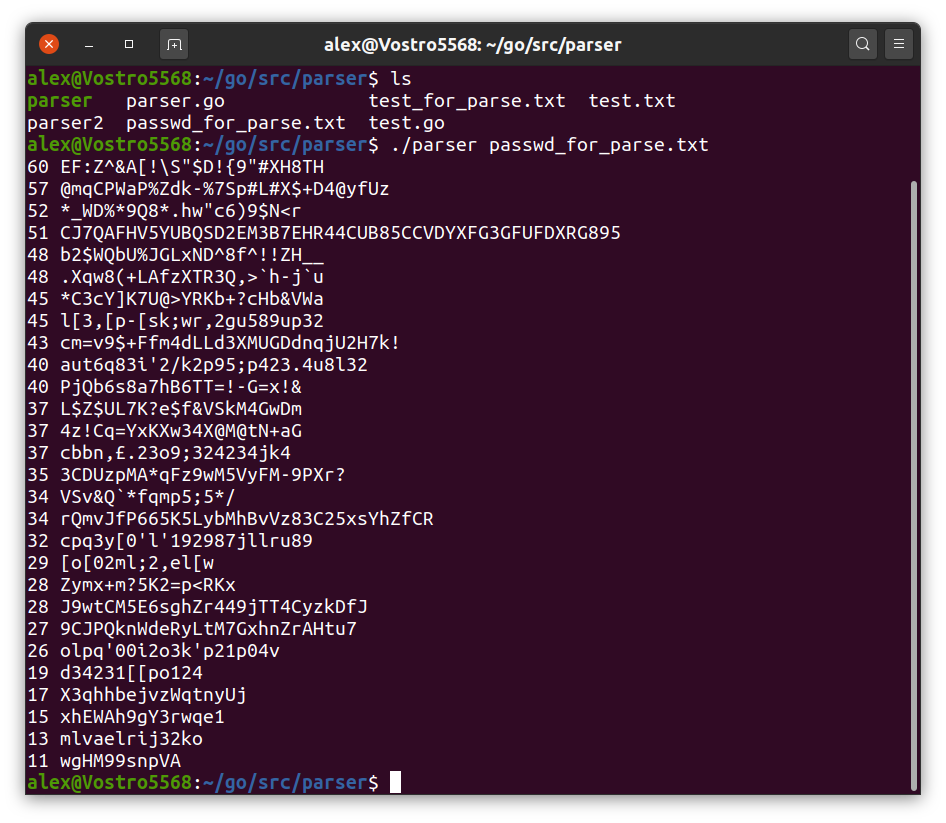 alex@Vostro5568: ~/go/src/parser
alex@Vostro5568:~/go/src/parser$ ls
parser   parser.go             test_for_parse.txt  test.txt
parser2  passwd_for_parse.txt  test.go
alex@Vostro5568:~/go/src/parser$ ./parser passwd_for_parse.txt
60 EF:Z^&A[!\S"$D!{9"#XH8TH
57 @mqCPWaP%Zdk-%7Sp#L#X$+D4@yfUz
52 *_WD%*9Q8*.hw"c6)9$N<r
51 CJ7QAFHV5YUBQSD2EM3B7EHR44CUB85CCVDYXFG3GFUFDXRG895
48 b2$WQbU%JGLxND^8f^!!ZH__
48 .Xqw8(+LAfzXTR3Q,>`h-j`u
45 *C3cY]K7U@>YRKb+?cHb&VWa
45 l[3,[p-[sk;wr,2gu589up32
43 cm=v9$+Ffm4dLLd3XMUGDdnqjU2H7k!
40 aut6q83i'2/k2p95;p423.4u8l32
40 PjQb6s8a7hB6TT=!-G=x!&
37 L$Z$UL7K?e$f&VSkM4GwDm
37 4z!Cq=YxKXw34X@M@tN+aG
37 cbbn,£.23o9;324234jk4
35 3CDUzpMA*qFz9wM5VyFM-9PXr?
34 VSv&Q`*fqmp5;5*/
34 rQmvJfP665K5LybMhBvVz83C25xsYhZfCR
32 cpq3y[0'l'192987jllru89
29 [o[02ml;2,el[w
28 Zymx+m?5K2=p<RKx
28 J9wtCM5E6sghZr449jTT4CyzkDfJ
27 9CJPQknWdeRyLtM7GxhnZrAHtu7
26 olpq'00i2o3k'p21p04v
19 d34231[[po124
17 X3qhhbejvzWqtnyUj
15 xhEWAh9gY3rwqe1
13 mlvaelrij32ko
11 wgHM99snpVA
alex@Vostro5568:~/go/src/parser$